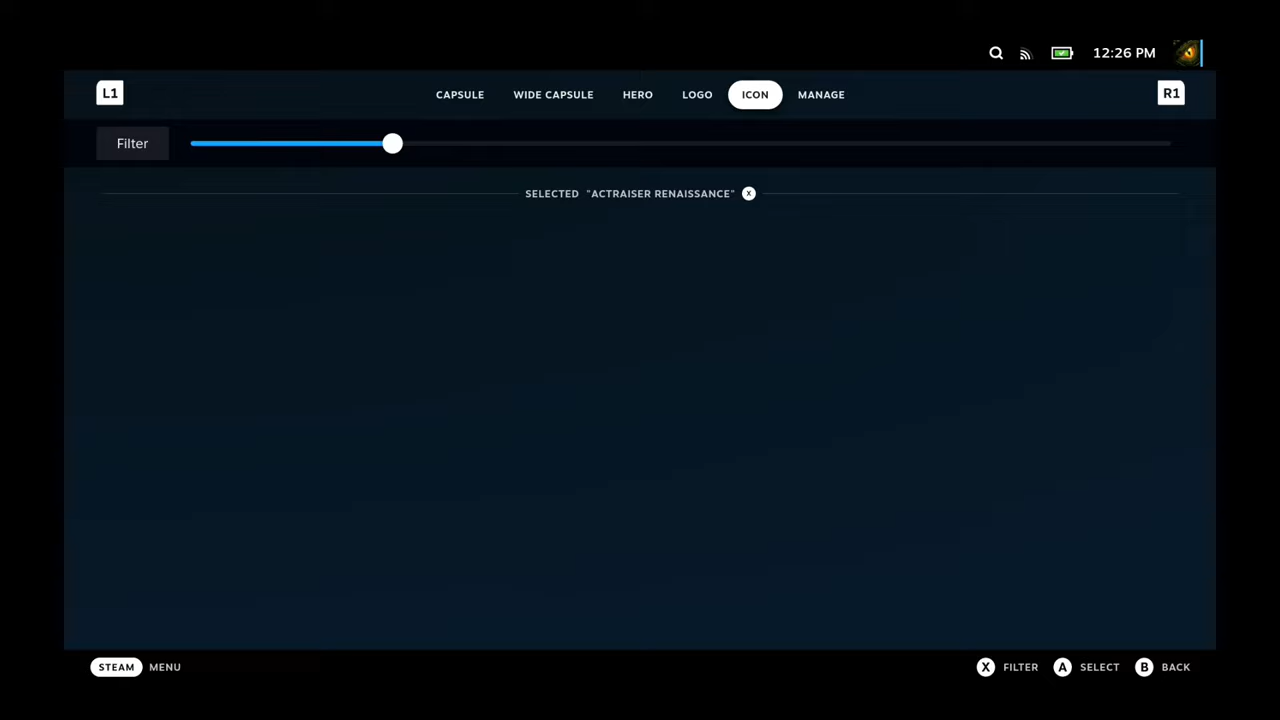 12:26 PM
L1 CAPSULE WIDE CAPSULE HERO LOGO ICON MANAGE R1
Filter
SELECTED "ACTRAISER RENAISSANCE" X
STEAM MENU X FILTER A SELECT B BACK